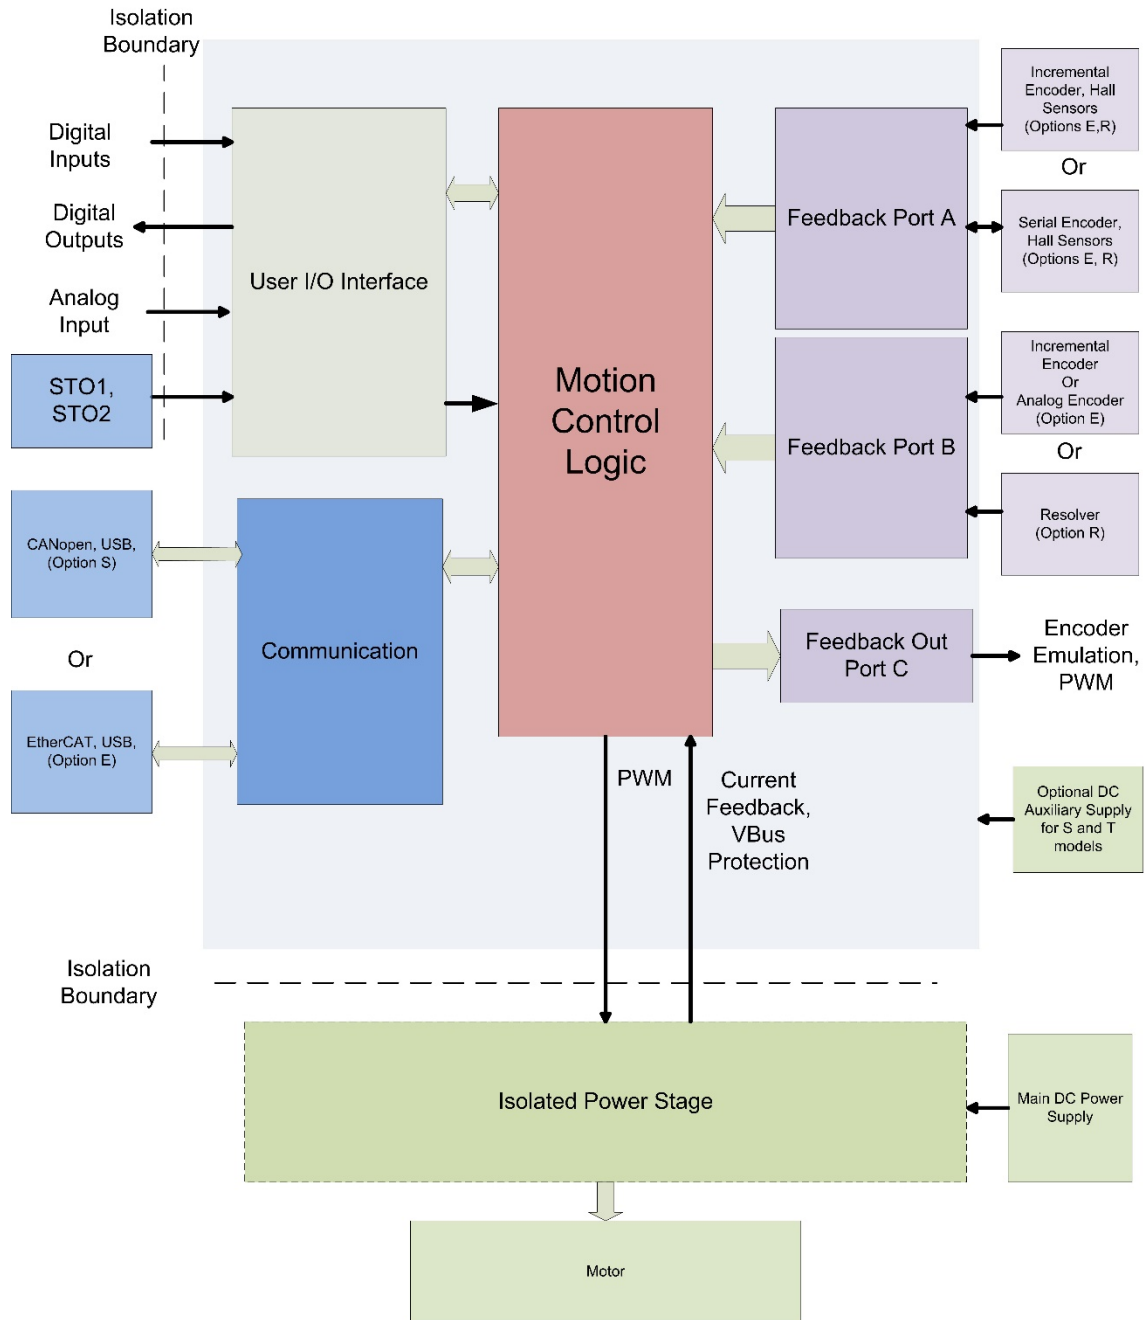 Isolation
Boundary
Digital
Inputs
Digital
Outputs
Analog
Input
STO1,
STO2
User I/O Interface
CANopen, USB,
(Option S)
Or
EtherCAT, USB,
(Option E)
Communication
Motion
Control
Logic
Feedback Port A
Incremental
Encoder, Hall
Sensors
(Options E,R)
Or
Serial Encoder,
Hall Sensors
(Options E, R)
Feedback Port B
Incremental
Encoder
Or
Analog Encoder
(Option E)
Or
Resolver
(Option R)
Feedback Out
Port C
Encoder
Emulation,
PWM
PWM
Current
Feedback,
VBus
Protection
Optional DC
Auxiliary Supply
for S and T
models
Isolation
Boundary
Isolated Power Stage
Main DC Power
Supply
Motor